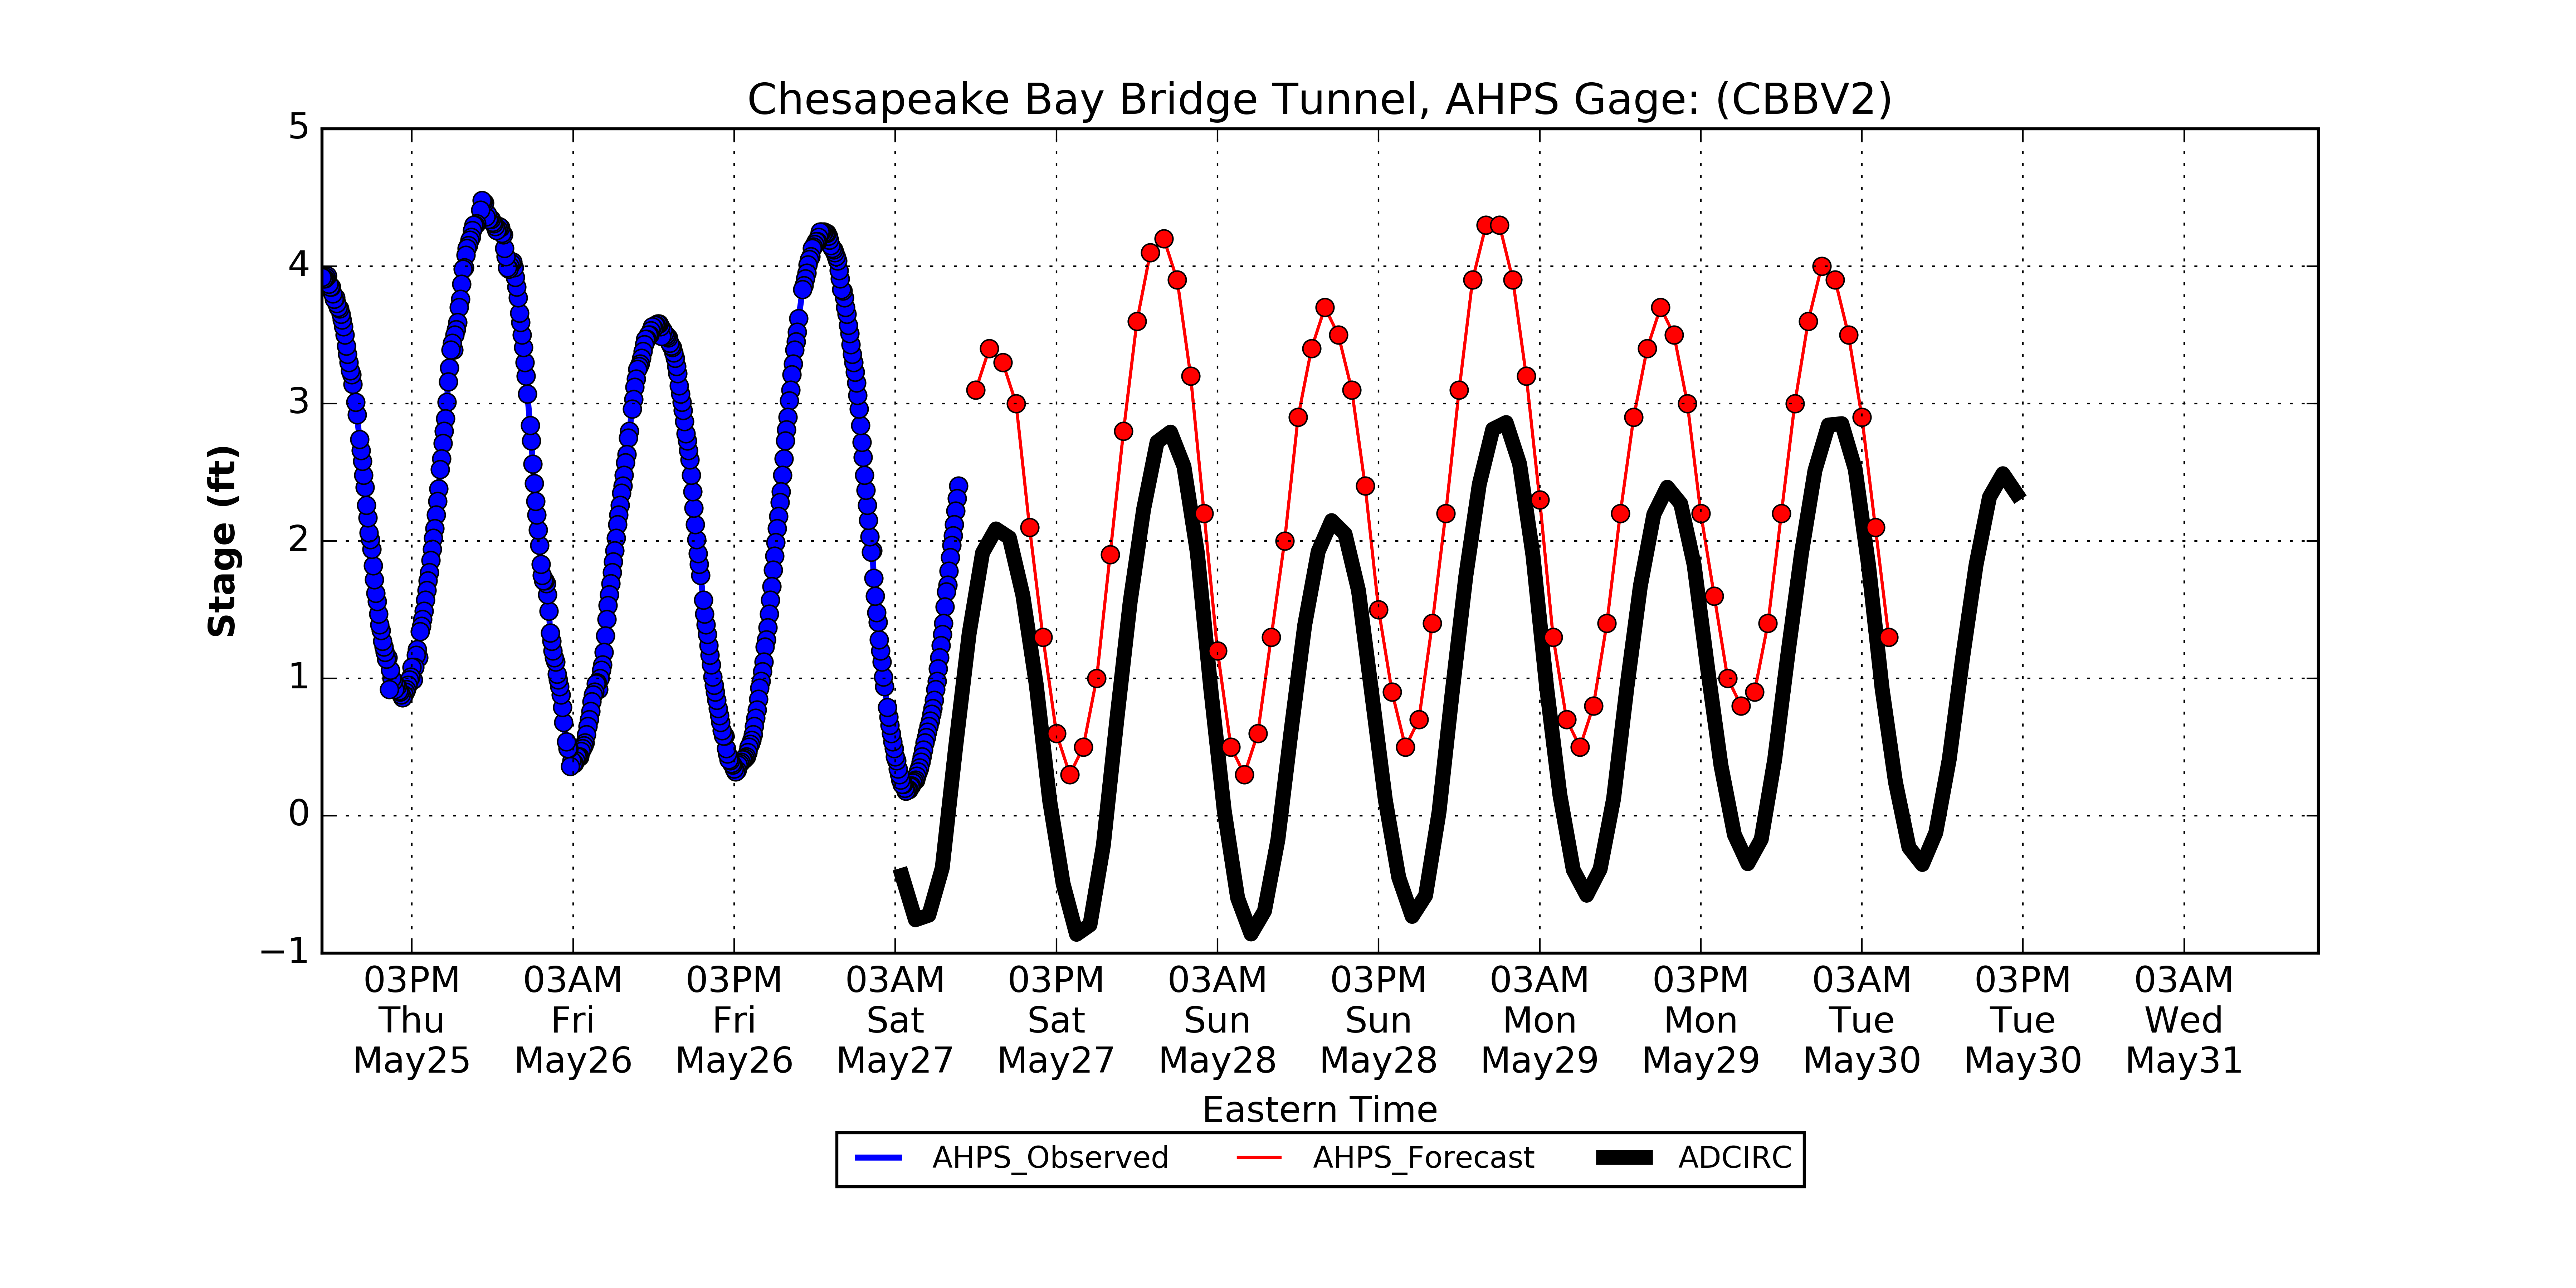 Chesapeake Bay Bridge Tunnel, AHPS Gage: (CBBV2)
5
4
3
2
1
0
−1
Stage (ft)
03PM 03AM 03PM 03AM 03PM 03AM 03PM 03AM 03PM 03AM 03PM 03AM
Thu Fri Fri Sat Sat Sun Sun Mon Mon Tue Tue Wed
May25 May26 May26 May27 May27 May28 May28 May29 May29 May30 May30 May31
Eastern Time
AHPS_Observed AHPS_Forecast ADCIRC